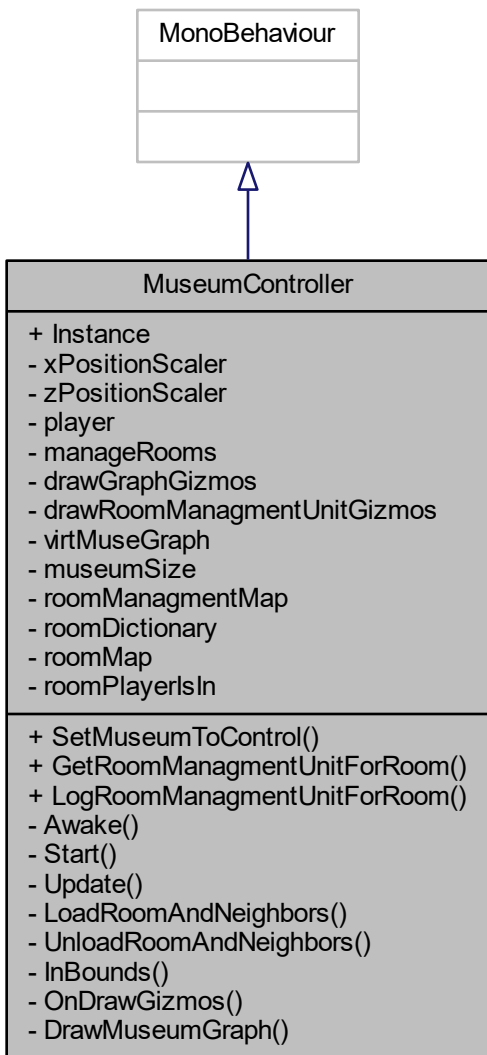 MonoBehaviour
MuseumController
+ Instance
- xPositionScaler
- zPositionScaler
- player
- manageRooms
- drawGraphGizmos
- drawRoomManagmentUnitGizmos
- virtMuseGraph
- museumSize
- roomManagmentMap
- roomDictionary
- roomMap
- roomPlayerIsIn
+ SetMuseumToControl()
+ GetRoomManagmentUnitForRoom()
+ LogRoomManagmentUnitForRoom()
- Awake()
- Start()
- Update()
- LoadRoomAndNeighbors()
- UnloadRoomAndNeighbors()
- InBounds()
- OnDrawGizmos()
- DrawMuseumGraph()